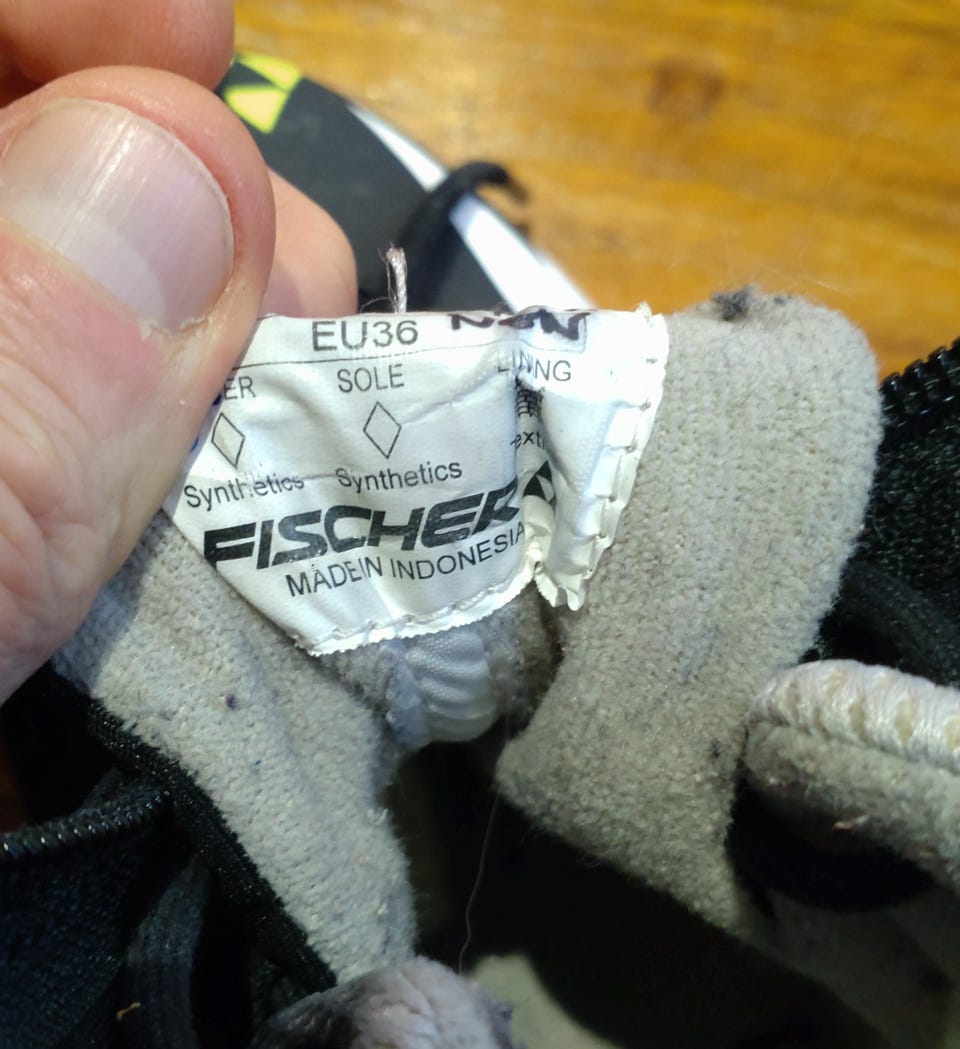 EU36
SOLE
Synthetics Synthetics
FISCHER
MADE IN INDONESIA